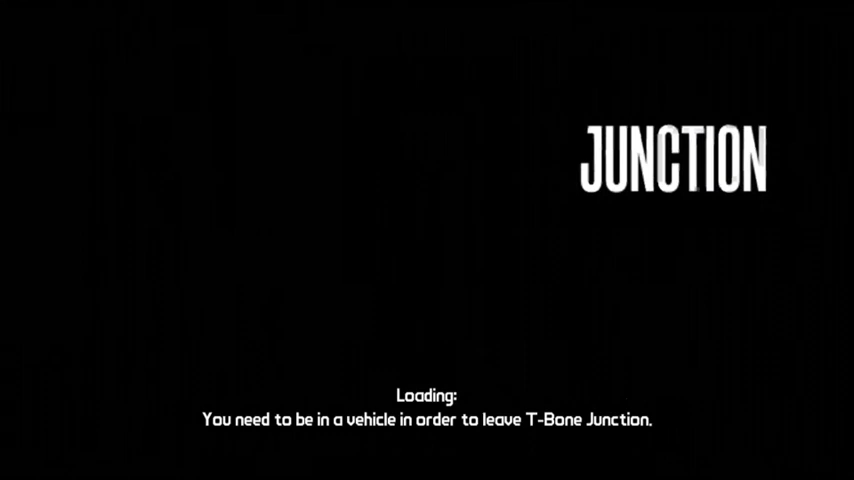 JUNCTION
Loading:
You need to be in a vehicle in order to leave T-Bone Junction.